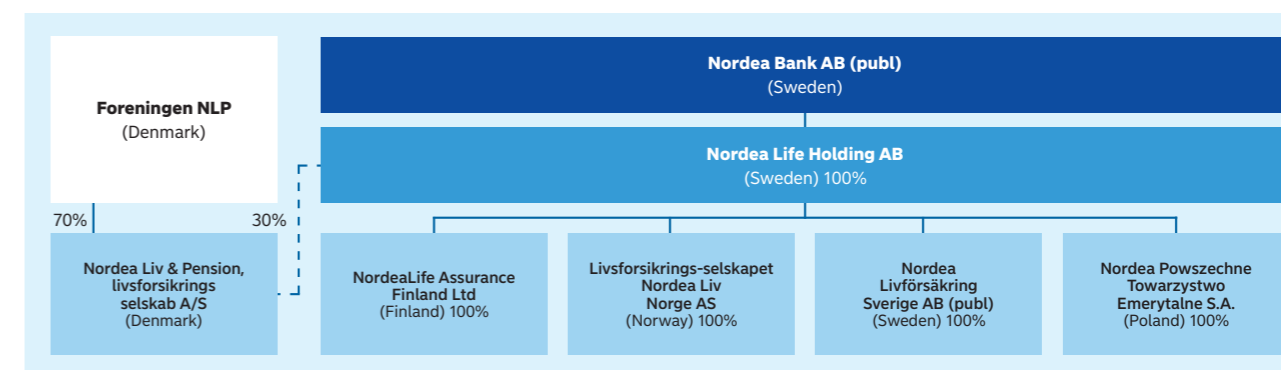 Foreningen NLP
(Denmark)
70%
30%
Nordea Liv & Pension,
livsforsikrings
selskab A/S
(Denmark)
Nordea Bank AB (publ)
(Sweden)
Nordea Life Holding AB
(Sweden) 100%
NordeaLife Assurance
Finland Ltd
(Finland) 100%
Livsforsikrings-selskapet
Nordea Liv
Norge AS
(Norway) 100%
Nordea
Livförsäkring
Sverige AB (publ)
(Sweden) 100%
Nordea Powszechne
Towarzystwo
Emerytalne S.A.
(Poland) 100%